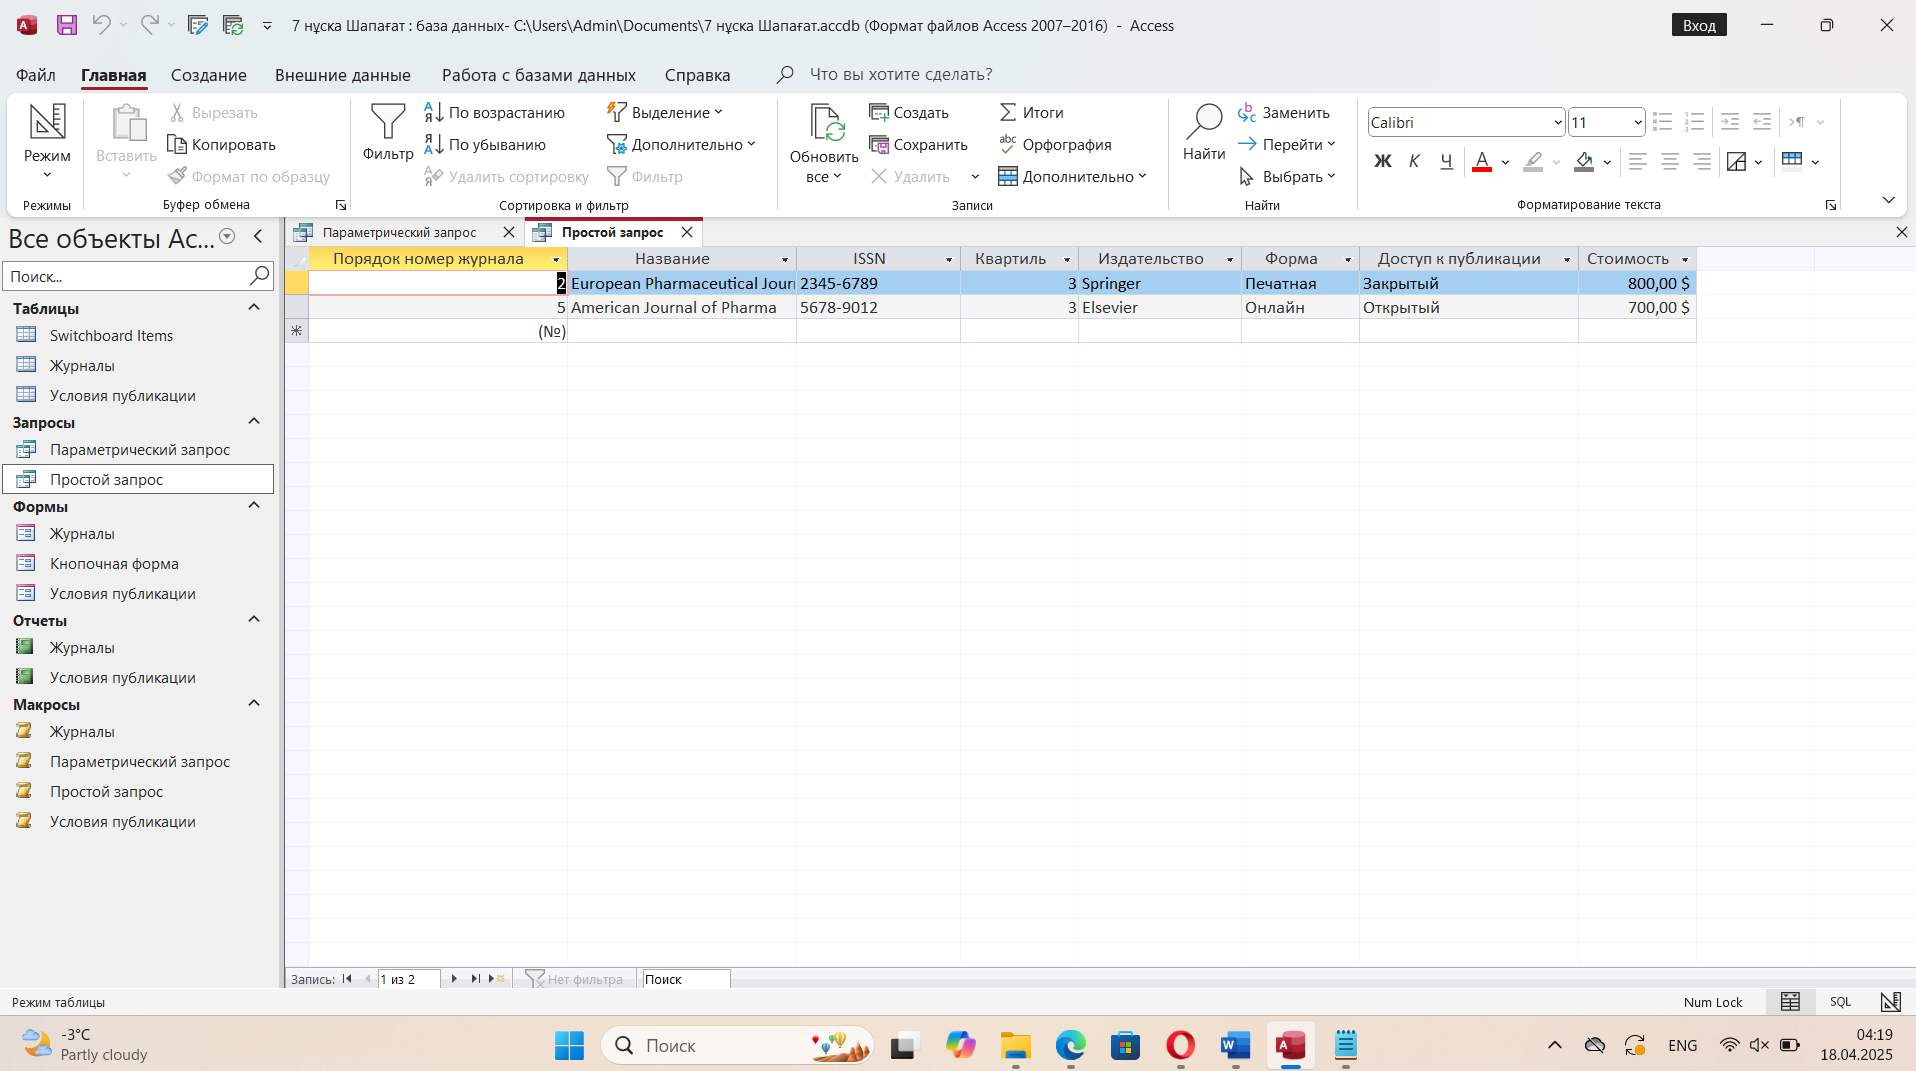 7 нұсқа Шапағат : база данных- C:\Users\Admin\Documents\7 нұсқа Шапағат.accdb (Формат файлов Access 2007–2016) - Access
Вход
Файл Главная Создание Внешние данные Работа с базами данных Справка Что вы хотите сделать?
Режим
Режимы
Вставить
Вырезать
Копировать
Формат по образцу
Буфер обмена
Фильтр
По возрастанию
По убыванию
Удалить сортировку
Выделение
Дополнительно
Фильтр
Сортировка и фильтр
Обновить
все
Создать
Сохранить
Удалить
Итоги
Орфография
Дополнительно
Записи
Найти
Заменить
Перейти
Выбрать
Найти
Calibri 11
Ж К Ч А
Форматирование текста
Все объекты Ac...
Поиск...
Таблицы
Switchboard Items
Журналы
Условия публикации
Запросы
Параметрический запрос
Простой запрос
Формы
Журналы
Кнопочная форма
Условия публикации
Отчеты
Журналы
Условия публикации
Макросы
Журналы
Параметрический запрос
Простой запрос
Условия публикации
Параметрический запрос Простой запрос
Порядок номер журнала Название ISSN Квартиль Издательство Форма Доступ к публикации Стоимость
2 European Pharmaceutical Jour 2345-6789 3 Springer Печатная Закрытый 800,00 $
5 American Journal of Pharma 5678-9012 3 Elsevier Онлайн Открытый 700,00 $
(№)
Запись: 1 из 2 Нет фильтра Поиск
Режим таблицы
Num Lock SQL
-3°C
Partly cloudy
Поиск
ENG
04:19
18.04.2025